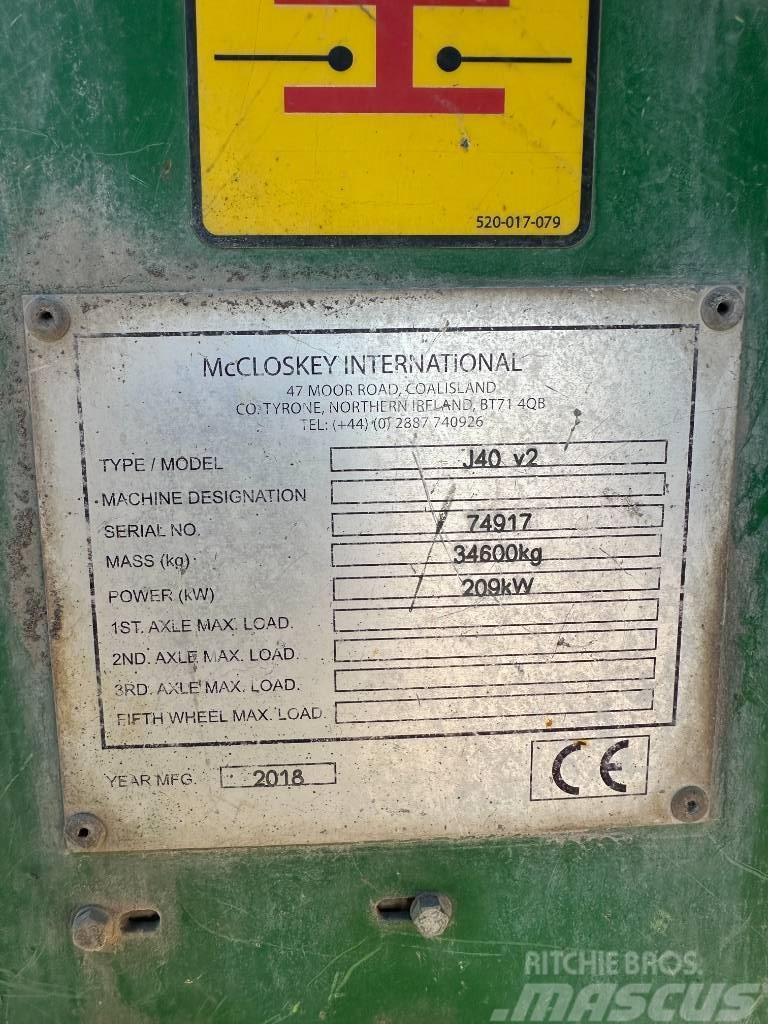 520-017-079
McCLOSKEY INTERNATIONAL
47 MOOR ROAD, COALISLAND
CO. TYRONE, NORTHERN IRELAND, BT71 4QB
TEL: (+44) (0) 2887 740926
TYPE / MODEL J40 v2
MACHINE DESIGNATION
SERIAL NO. 74917
MASS (kg) 34600kg
POWER (kW) 209kW
1ST. AXLE MAX. LOAD.
2ND. AXLE MAX. LOAD.
3RD. AXLE MAX. LOAD.
FIFTH WHEEL MAX. LOAD.
YEAR MFG. 2018 CE
RITCHIE BROS.
MASCUS